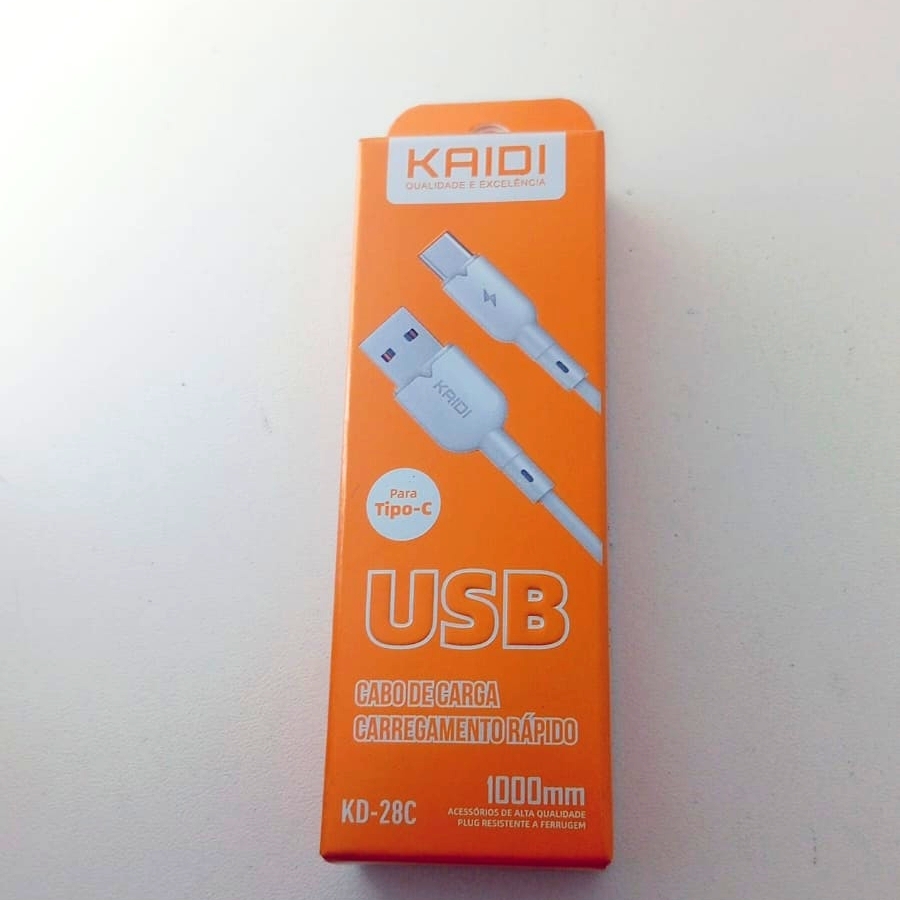 KAIDI
QUALIDADE E EXCELÊNCIA
KAIDI
Para
Tipo-C
USB
CABO DE CARGA
CARREGAMENTO RÁPIDO
1000mm
KD-28C
ACESSÓRIOS DE ALTA QUALIDADE
PLUG RESISTENTE A FERRUGEM